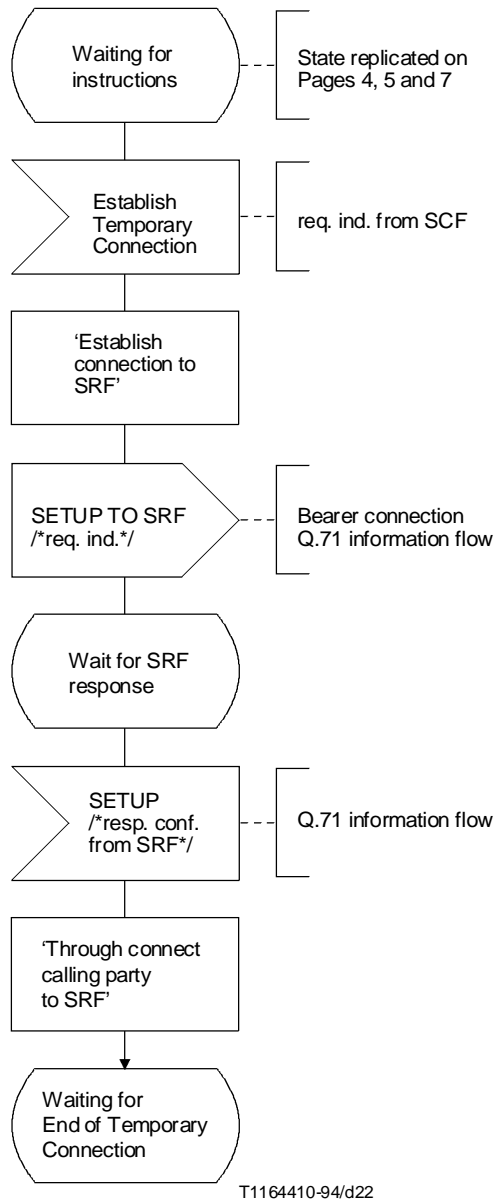 Waiting for
instructions
State replicated on
Pages 4, 5 and 7
Establish
Temporary
Connection
req. ind. from SCF
‘Establish
connection to
SRF’
SETUP TO SRF
/*req. ind.*/
Bearer connection
Q.71 information flow
Wait for SRF
response
SETUP
/*resp. conf.
from SRF*/
Q.71 information flow
‘Through connect
calling party
to SRF’
Waiting for
End of Temporary
Connection
T1164410-94/d22